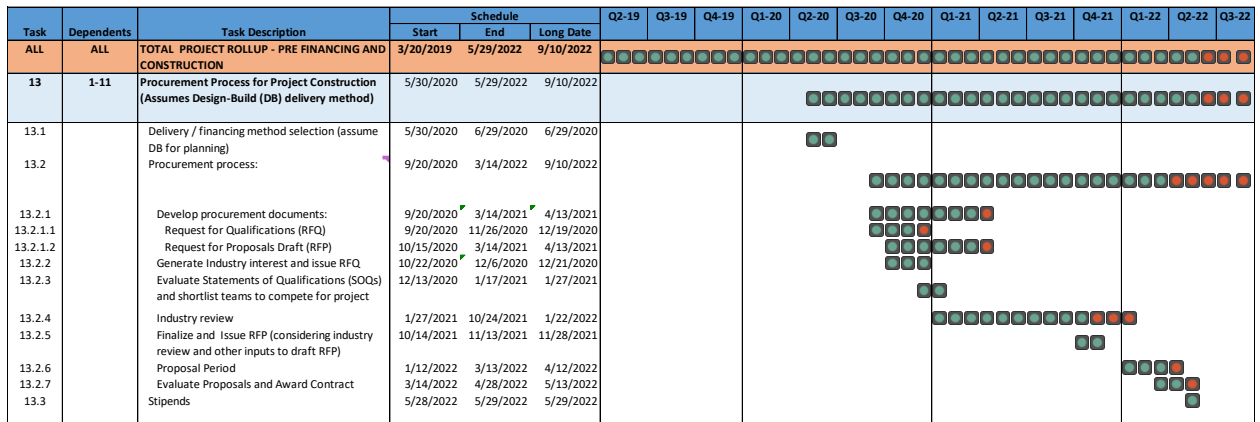 Schedule Q2-19 Q3-19 Q4-19 Q1-20 Q2-20 Q3-20 Q4-20 Q1-21 Q2-21 Q3-21 Q4-21 Q1-22 Q2-22 Q3-22
Task Dependents Task Description Start End Long Date
ALL ALL TOTAL PROJECT ROLLUP - PRE FINANCING AND 3/20/2019 5/29/2022 9/10/2022
CONSTRUCTION
13 1-11 Procurement Process for Project Construction 5/30/2020 5/29/2022 9/10/2022
(Assumes Design-Build (DB) delivery method)
13.1 Delivery / financing method selection (assume 5/30/2020 6/29/2020 6/29/2020
DB for planning)
13.2 Procurement process: 9/20/2020 3/14/2022 9/10/2022
13.2.1 Develop procurement documents: 9/20/2020 3/14/2021 4/13/2021
13.2.1.1 Request for Qualifications (RFQ) 9/20/2020 11/26/2020 12/19/2020
13.2.1.2 Request for Proposals Draft (RFP) 10/15/2020 3/14/2021 4/13/2021
13.2.2 Generate Industry interest and issue RFQ 10/22/2020 12/6/2020 12/21/2020
13.2.3 Evaluate Statements of Qualifications (SOQs) 12/13/2020 1/17/2021 1/27/2021
and shortlist teams to compete for project
13.2.4 Industry review 1/27/2021 10/24/2021 1/22/2022
13.2.5 Finalize and Issue RFP (considering industry 10/14/2021 11/13/2021 11/28/2021
review and other inputs to draft RFP)
13.2.6 Proposal Period 1/12/2022 3/13/2022 4/12/2022
13.2.7 Evaluate Proposals and Award Contract 3/14/2022 4/28/2022 5/13/2022
13.3 Stipends 5/28/2022 5/29/2022 5/29/2022